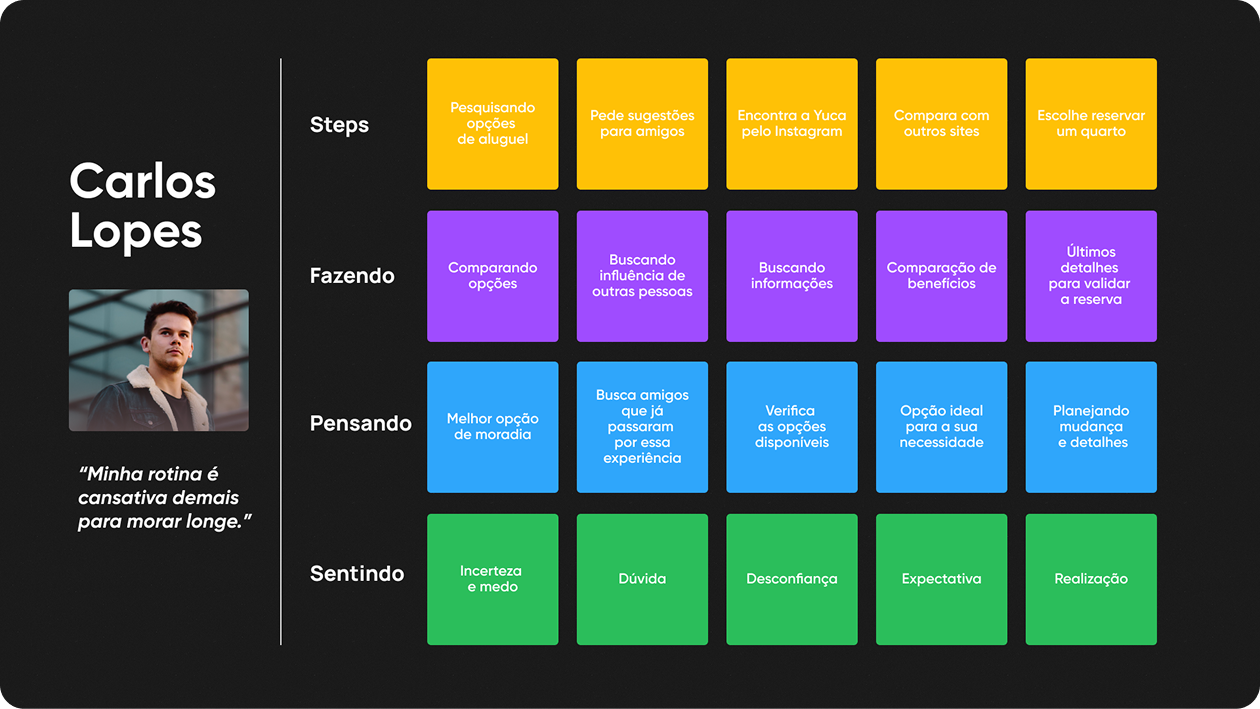 Carlos
Lopes
“Minha rotina é
cansativa demais
para morar longe.”
Steps
Pesquisando
opções
de aluguel
Pede sugestões
para amigos
Encontra a Yuca
pelo Instagram
Compara com
outros sites
Escolhe reservar
um quarto
Fazendo
Comparando
opções
Buscando
influência de
outras pessoas
Buscando
informações
Comparação de
benefícios
Últimos
detalhes
para validar
a reserva
Pensando
Melhor opção
de moradia
Busca amigos
que já
passaram
por essa
experiência
Verifica
as opções
disponíveis
Opção ideal
para a sua
necessidade
Planejando
mudança
e detalhes
Sentindo
Incerteza
e medo
Dúvida
Desconfiança
Expectativa
Realização